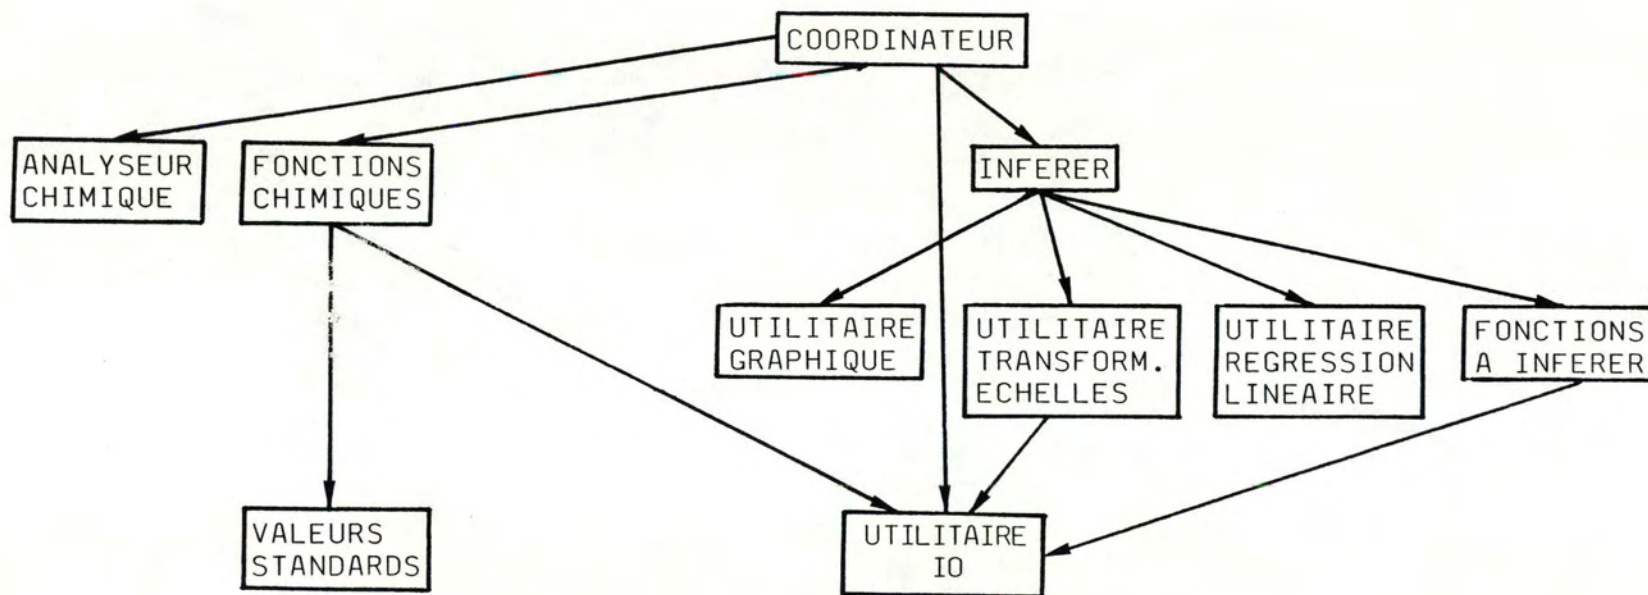 COORDINATEUR
ANALYSEUR
CHIMIQUE
FONCTIONS
CHIMIQUES
INFERER
UTILITAIRE
GRAPHIQUE
UTILITAIRE
TRANSFORM.
ECHELLES
UTILITAIRE
REGRESSION
LINEAIRE
FONCTIONS
A INFERER
VALEURS
STANDARDS
UTILITAIRE
IO